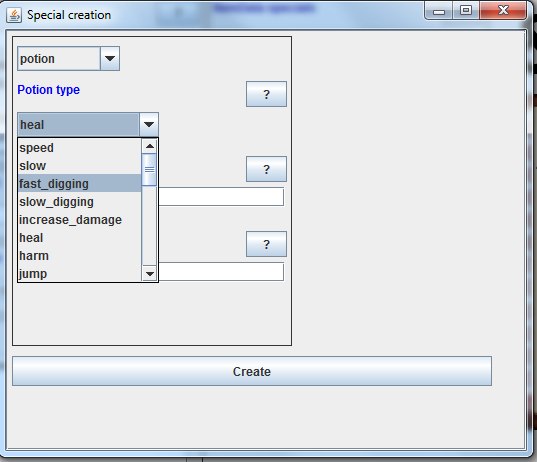 Special creation
potion
Potion type
?
heal
speed
slow
fast_digging
slow_digging
increase_damage
heal
harm
jump
?
?
Create